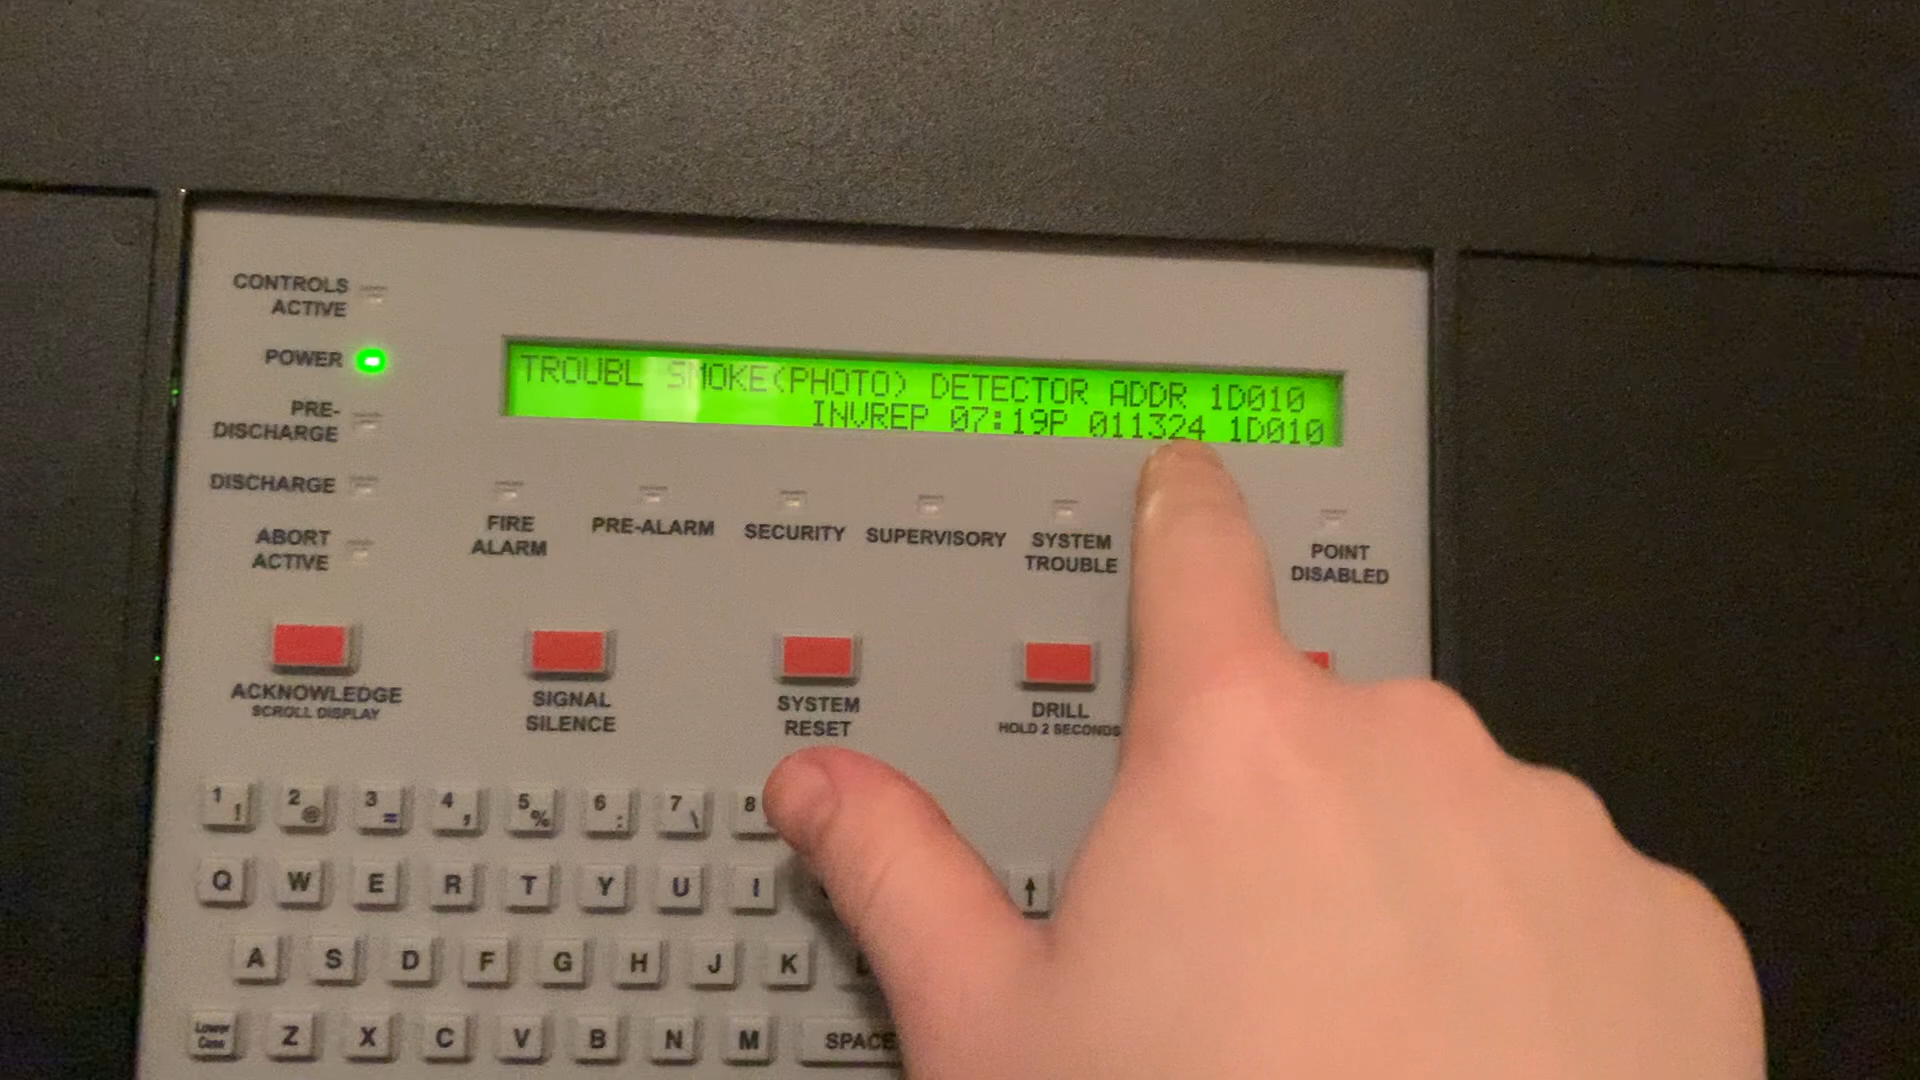 CONTROLS
ACTIVE
POWER
PRE-
DISCHARGE
DISCHARGE
ABORT
ACTIVE
TROUBL SMOKE(PHOTO) DETECTOR ADDR 1D010
INVREP 07:19P 011324 1D010
FIRE
ALARM
PRE-ALARM
SECURITY
SUPERVISORY
SYSTEM
TROUBLE
POINT
DISABLED
ACKNOWLEDGE
SCROLL DISPLAY
SIGNAL
SILENCE
SYSTEM
RESET
DRILL
HOLD 2 SECONDS
1 ! 2 @ 3 = 4 , 5 % 6 : 7 \ 8
Q W E R T Y U I ↑
A S D F G H J K
Lower
Case
Z X C V B N M SPACE